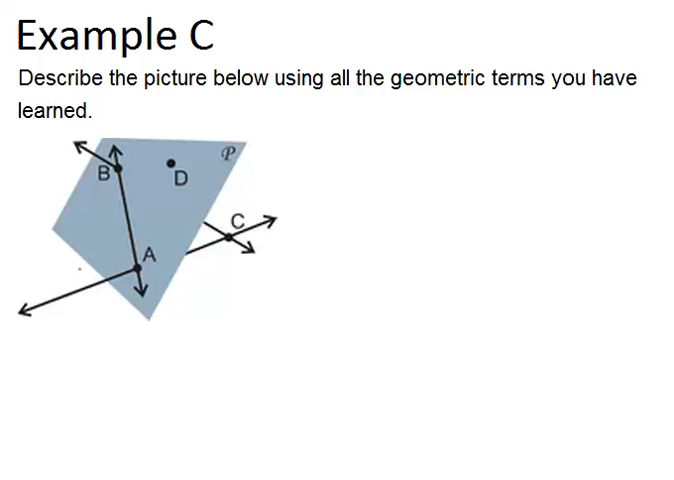 Example C
Describe the picture below using all the geometric terms you have
learned.
P
B
D
C
A